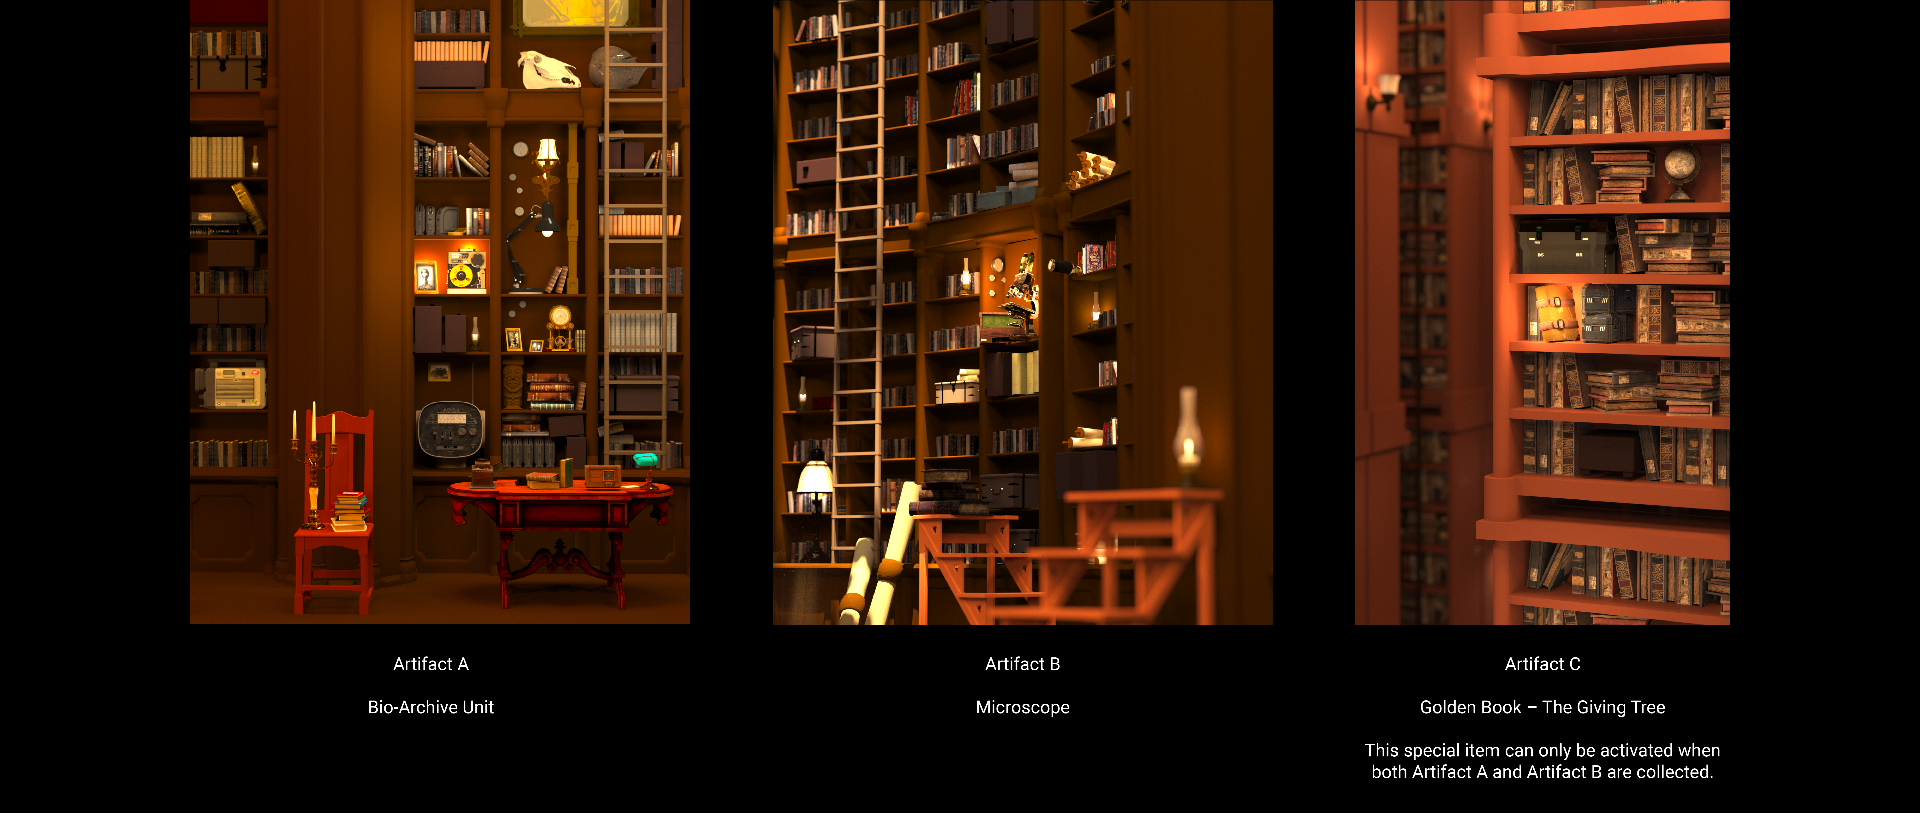 Artifact A
Bio-Archive Unit
Artifact B
Microscope
Artifact C
Golden Book – The Giving Tree
This special item can only be activated when
both Artifact A and Artifact B are collected.